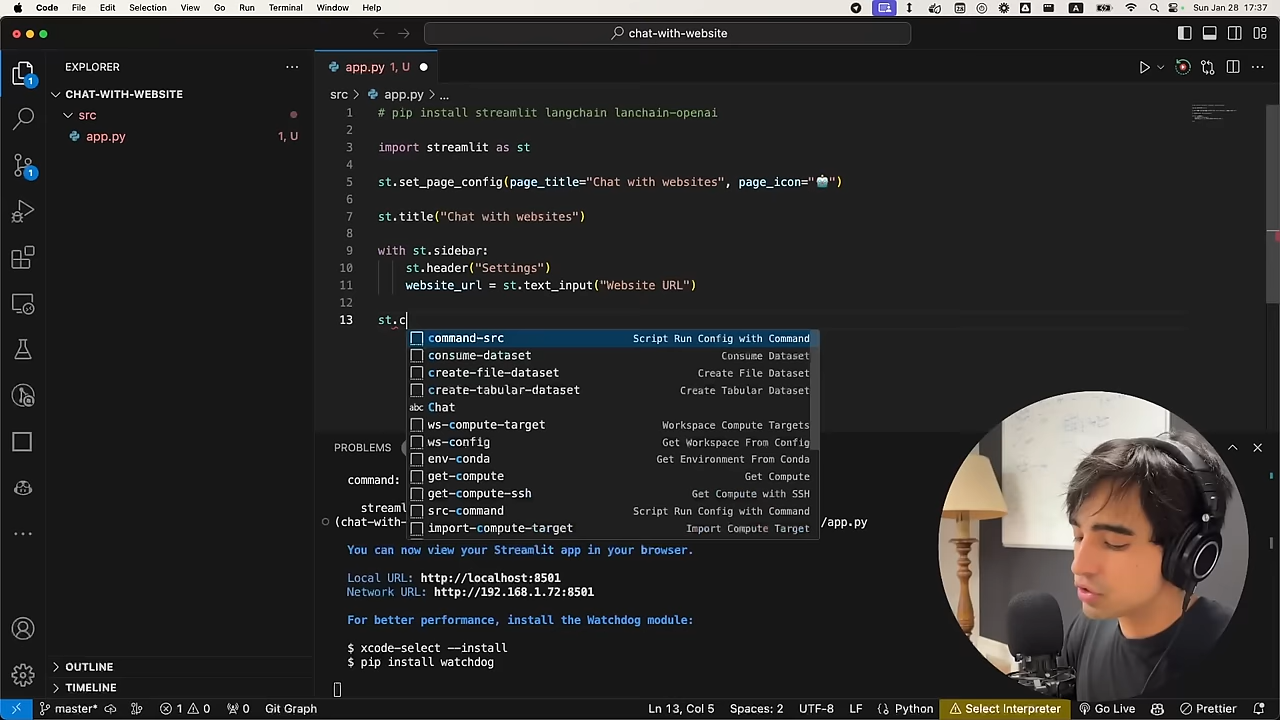 Code File Edit Selection View Go Run Terminal Window Help
Sun Jan 28 17:37
chat-with-website
EXPLORER
CHAT-WITH-WEBSITE
src
app.py 1, U
app.py 1, U
src > app.py > ...
1 # pip install streamlit langchain lanchain-openai
2
3 import streamlit as st
4
5 st.set_page_config(page_title="Chat with websites", page_icon="🤖")
6
7 st.title("Chat with websites")
8
9 with st.sidebar:
10 st.header("Settings")
11 website_url = st.text_input("Website URL")
12
13 st.c
command-src Script Run Config with Command
consume-dataset Consume Dataset
create-file-dataset Create File Dataset
create-tabular-dataset Create Tabular Dataset
abc Chat
ws-compute-target Workspace Compute Targets
ws-config Get Workspace From Config
env-conda Get Environment From Conda
get-compute Get Compute
get-compute-ssh Get Compute with SSH
src-command Script Run Config with Command
import-compute-target Import Compute Target
PROBLEMS
command:
streaml
(chat-with- /app.py
You can now view your Streamlit app in your browser.
Local URL: http://localhost:8501
Network URL: http://192.168.1.72:8501
For better performance, install the Watchdog module:
$ xcode-select --install
$ pip install watchdog
OUTLINE
TIMELINE
master* 1 0 0 Git Graph Ln 13, Col 5 Spaces: 2 UTF-8 LF Python Select Interpreter Go Live Prettier